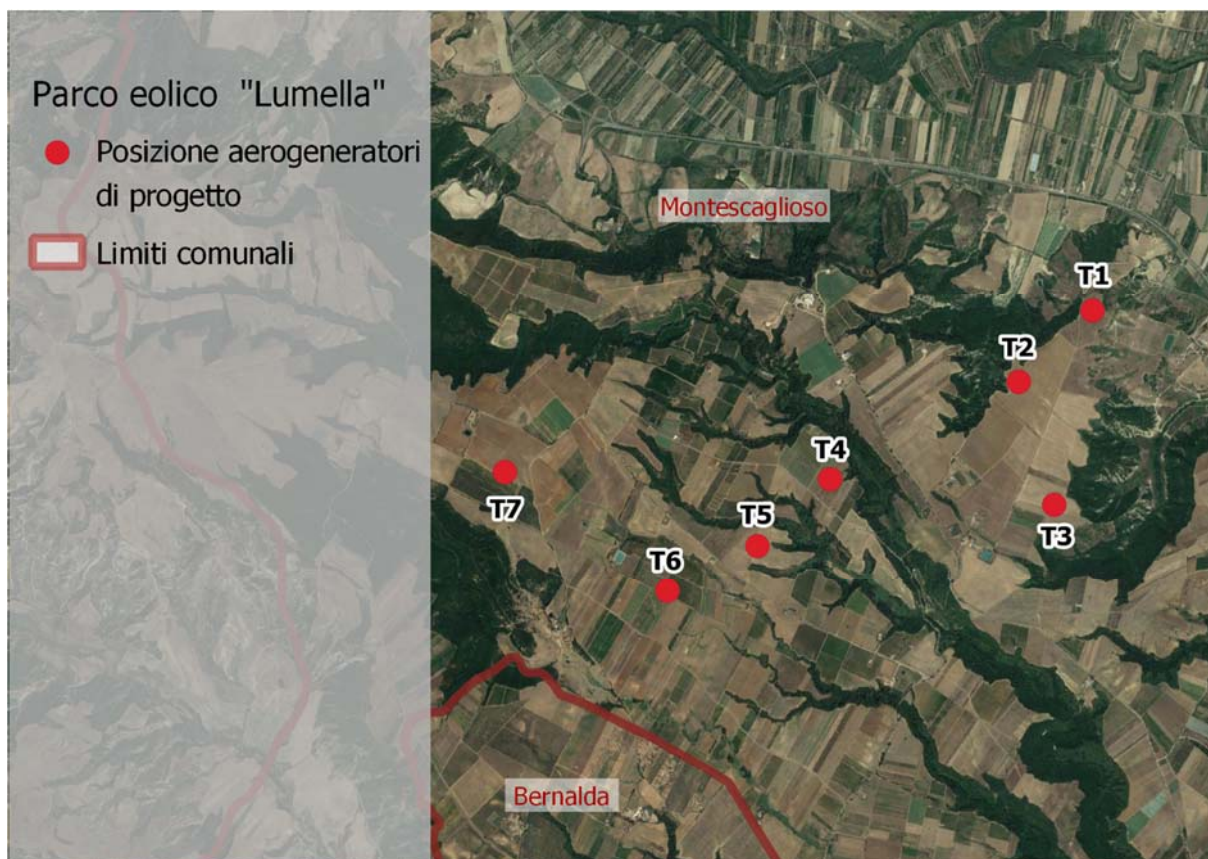 Parco eolico "Lumella"
Posizione aerogeneratori
di progetto
Limiti comunali
Montescaglioso
T1
T2
T4
T7
T3
T5
T6
Bernalda